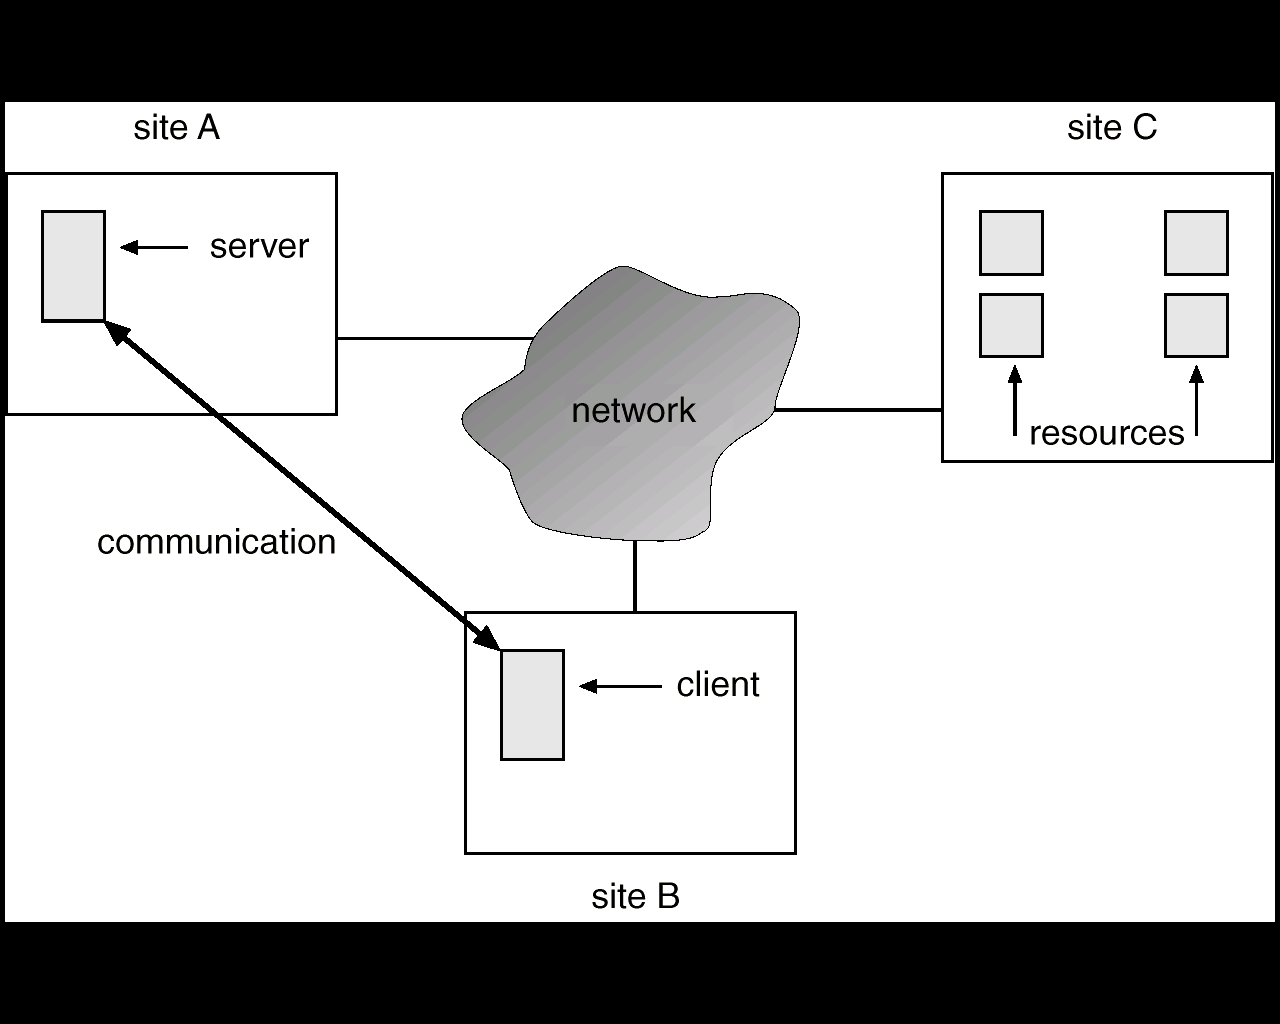 site A
site C
server
network
resources
communication
client
site B